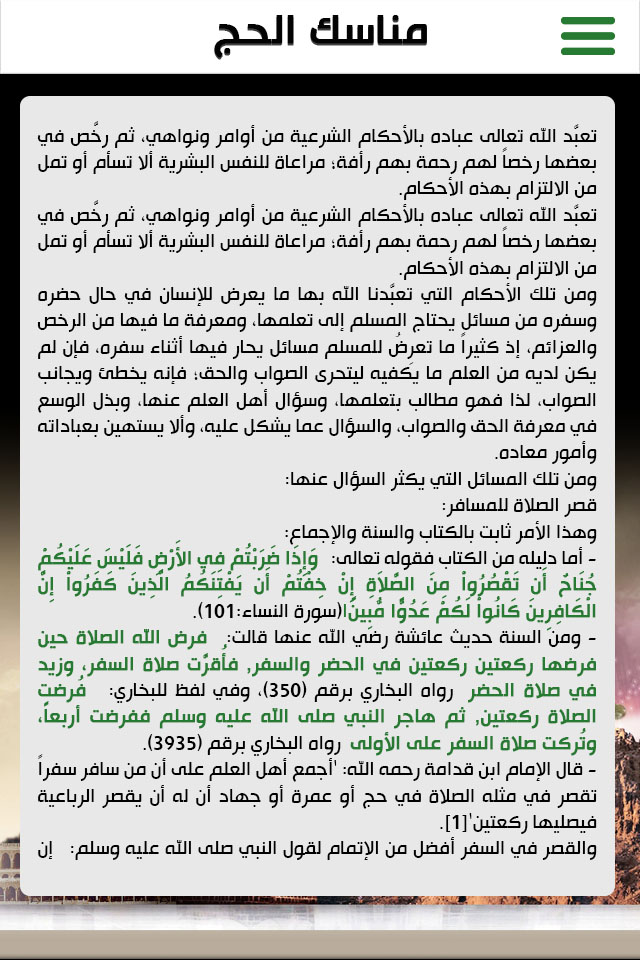 مناسك الحج
تعبَّد الله تعالى عباده بالأحكام الشرعية من أوامر ونواهي، ثم رخَّص في
بعضها رخصاً لهم رحمة بهم رأفة؛ مراعاة للنفس البشرية ألا تسأم أو تمل
من الالتزام بهذه الأحكام.
تعبَّد الله تعالى عباده بالأحكام الشرعية من أوامر ونواهي، ثم رخَّص في
بعضها رخصاً لهم رحمة بهم رأفة؛ مراعاة للنفس البشرية ألا تسأم أو تمل
من الالتزام بهذه الأحكام.
ومن تلك الأحكام التي تعبَّدنا الله بها ما يعرض للإنسان في حال حضره
وسفره من مسائل يحتاج المسلم إلى تعلمها، ومعرفة ما فيها من الرخص
والعزائم، إذ كثيراً ما تعرِضُ للمسلم مسائل يحار فيها أثناء سفره، فإن لم
يكن لديه من العلم ما يكفيه ليتحرى الصواب والحق؛ فإنه يخطئ ويجانب
الصواب، لذا فهو مطالب بتعلمها، وسؤال أهل العلم عنها، وبذل الوسع
في معرفة الحق والصواب، والسؤال عما يشكل عليه، وألا يستهين بعباداته
وأمور معاده.
ومن تلك المسائل التي يكثر السؤال عنها:
قصر الصلاة للمسافر:
وهذا الأمر ثابت بالكتاب والسنة والإجماع:
- أما دليله من الكتاب فقوله تعالى: وَإِذَا ضَرَبْتُمْ فِي الأَرْضِ فَلَيْسَ عَلَيْكُمْ
جُنَاحٌ أَن تَقْصُرُواْ مِنَ الصَّلاَةِ إِنْ خِفْتُمْ أَن يَفْتِنَكُمُ الَّذِينَ كَفَرُواْ إِنَّ
الْكَافِرِينَ كَانُواْ لَكُمْ عَدُوًّا مُّبِينًا(سورة النساء:101).
- ومن السنة حديث عائشة رضي الله عنها قالت: فرض الله الصلاة حين
فرضها ركعتين ركعتين في الحضر والسفر, فأُقرَّت صلاة السفر، وزيد
في صلاة الحضر رواه البخاري برقم (350)، وفي لفظ للبخاري: فُرضت
الصلاة ركعتين, ثم هاجر النبي صلى الله عليه وسلم ففرضت أربعاً،
وتُركت صلاة السفر على الأولى رواه البخاري برقم (3935).
- قال الإمام ابن قدامة رحمه الله: 'أجمع أهل العلم على أن من سافر سفراً
تقصر في مثله الصلاة في حج أو عمرة أو جهاد أن له أن يقصر الرباعية
فيصليها ركعتين'[1].
والقصر في السفر أفضل من الإتمام لقول النبي صلى الله عليه وسلم: إن